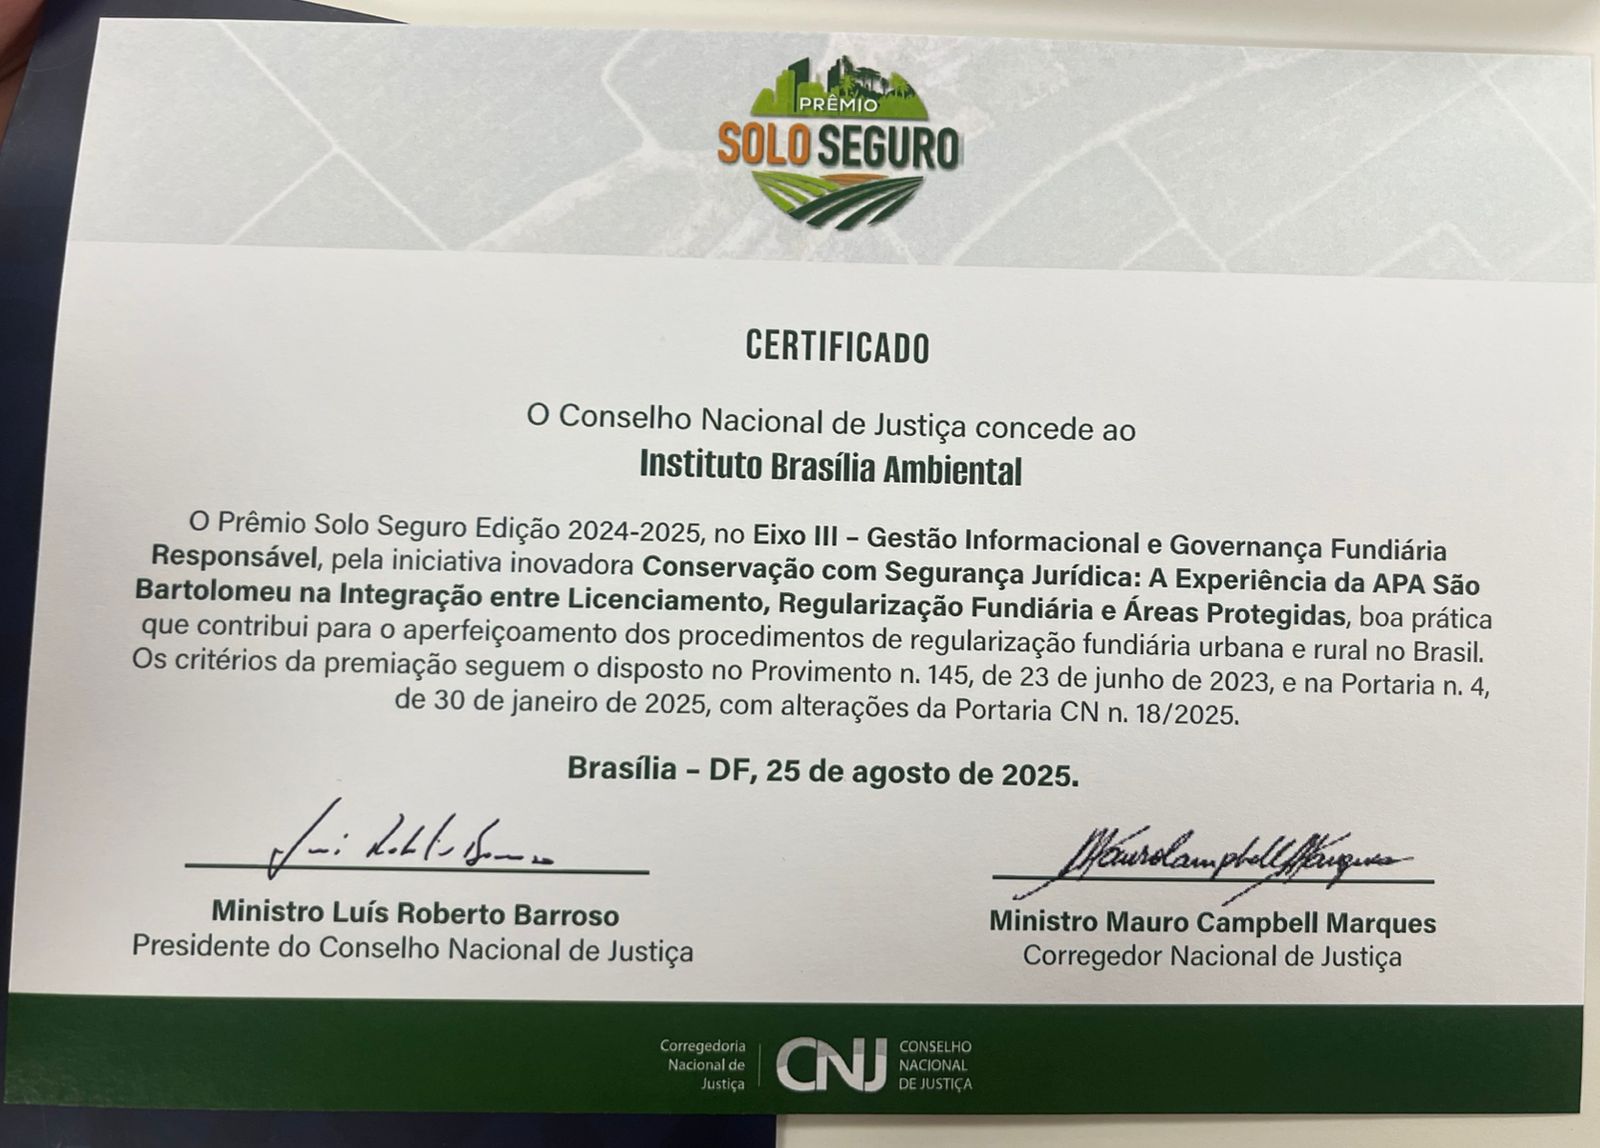 PRÊMIO
SOLO SEGURO
CERTIFICADO
O Conselho Nacional de Justiça concede ao
Instituto Brasília Ambiental
O Prêmio Solo Seguro Edição 2024-2025, no Eixo III – Gestão Informacional e Governança Fundiária
Responsável, pela iniciativa inovadora Conservação com Segurança Jurídica: A Experiência da APA São
Bartolomeu na Integração entre Licenciamento, Regularização Fundiária e Áreas Protegidas, boa prática
que contribui para o aperfeiçoamento dos procedimentos de regularização fundiária urbana e rural no Brasil.
Os critérios da premiação seguem o disposto no Provimento n. 145, de 23 de junho de 2023, e na Portaria n. 4,
de 30 de janeiro de 2025, com alterações da Portaria CN n. 18/2025.
Brasília – DF, 25 de agosto de 2025.
Luís Roberto Barroso
Ministro Luís Roberto Barroso
Presidente do Conselho Nacional de Justiça
Mauro Campbell Marques
Ministro Mauro Campbell Marques
Corregedor Nacional de Justiça
Corregedoria
Nacional de
Justiça
CNJ
CONSELHO
NACIONAL
DE JUSTIÇA